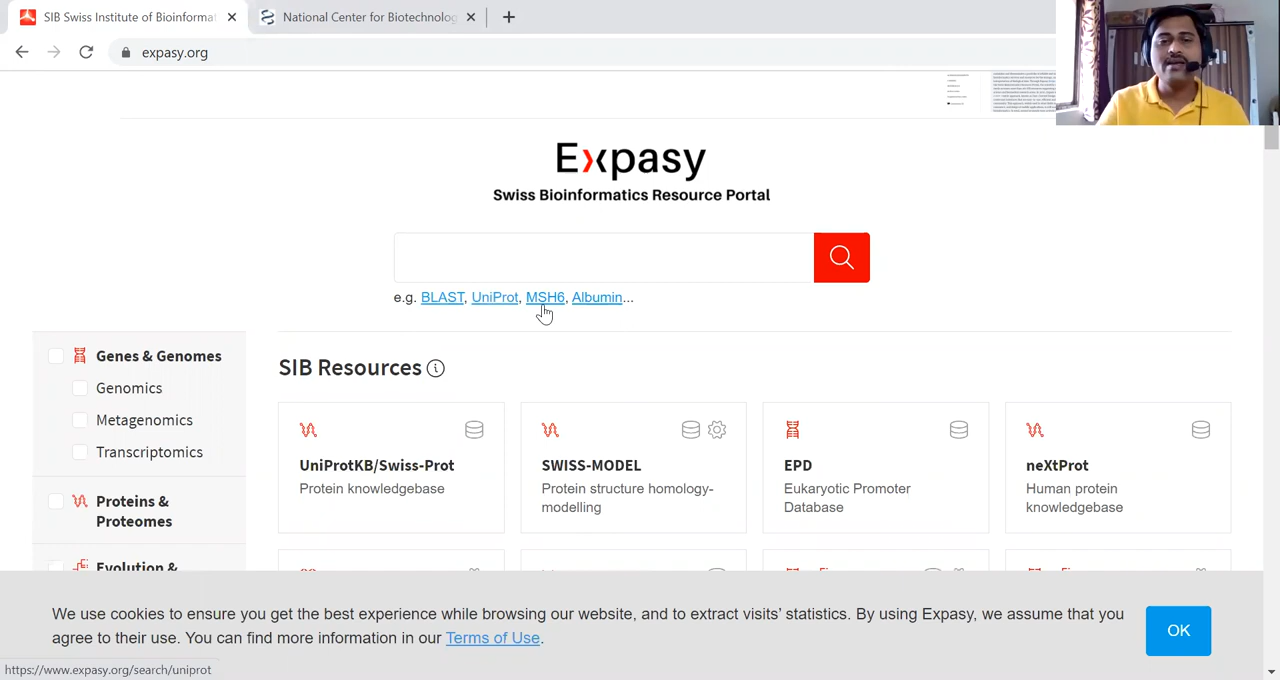 SIB Swiss Institute of Bioinformat
National Center for Biotechnolog
expasy.org
Expasy
Swiss Bioinformatics Resource Portal
e.g. BLAST, UniProt, MSH6, Albumin...
Genes & Genomes
Genomics
Metagenomics
Transcriptomics
Proteins &
Proteomes
Evolution &
SIB Resources
UniProtKB/Swiss-Prot
Protein knowledgebase
SWISS-MODEL
Protein structure homology-
modelling
EPD
Eukaryotic Promoter
Database
neXtProt
Human protein
knowledgebase
We use cookies to ensure you get the best experience while browsing our website, and to extract visits’ statistics. By using Expasy, we assume that you
agree to their use. You can find more information in our Terms of Use.
OK
https://www.expasy.org/search/uniprot